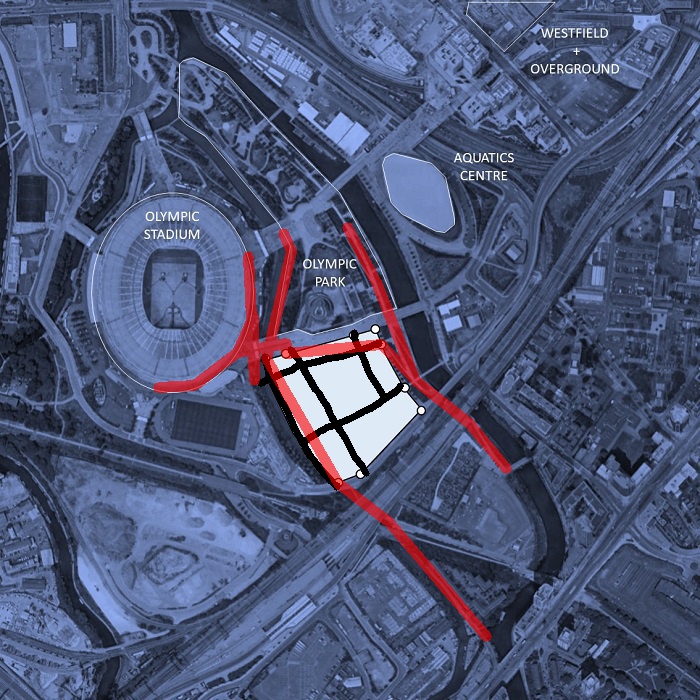 WESTFIELD
+
OVERGROUND
AQUATICS
CENTRE
OLYMPIC
STADIUM
OLYMPIC
PARK